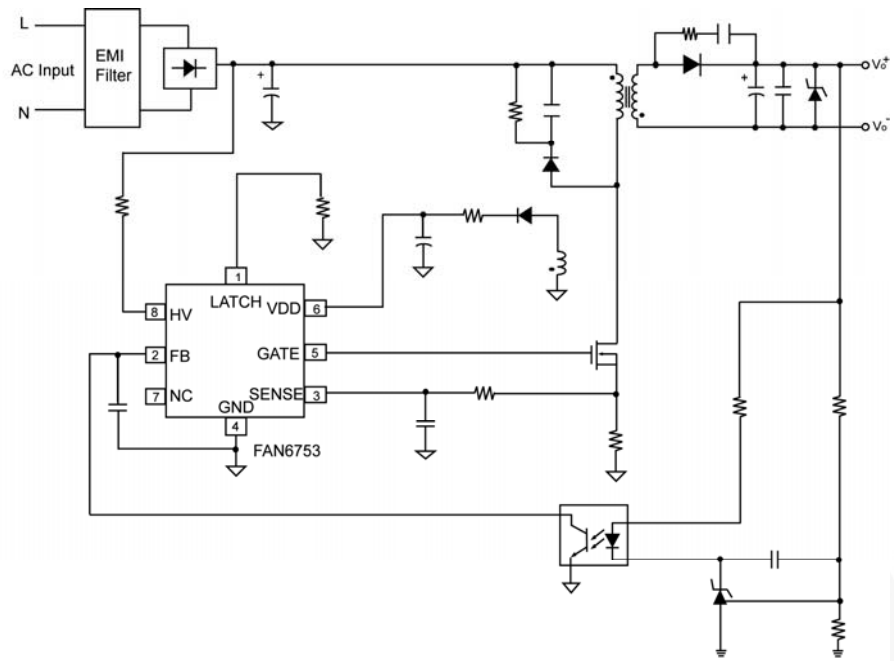 L
EMI
Filter
AC Input
N
+
+
Vo+
Vo-
1
LATCH
8
HV
VDD
6
2
FB
GATE
5
7
NC
SENSE
3
GND
4
FAN6753